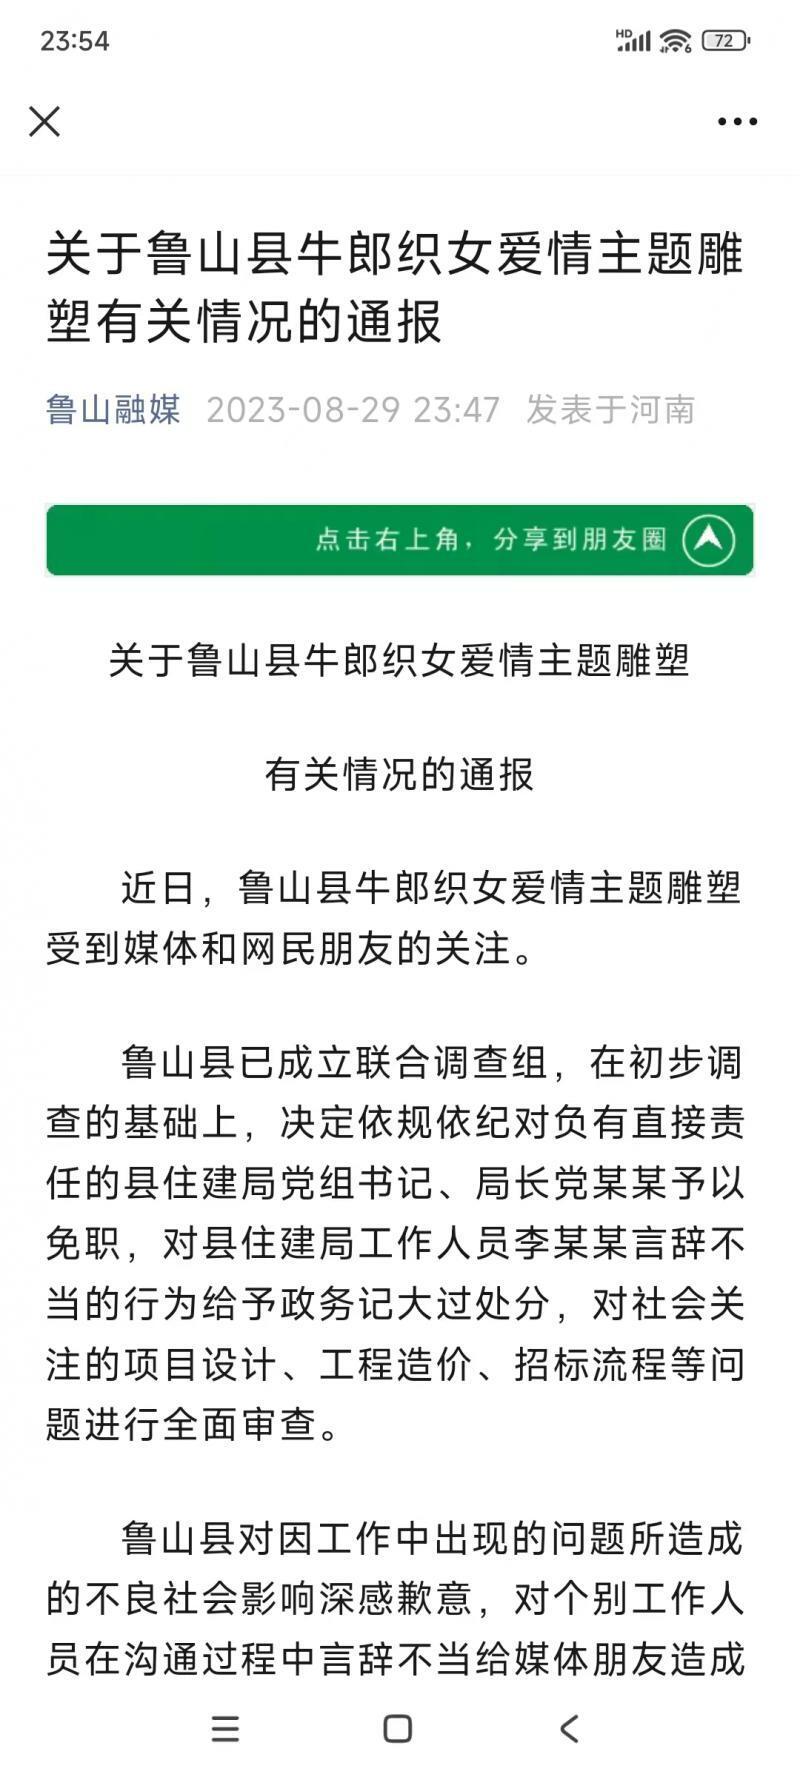 23:54
HD 6 72
关于鲁山县牛郎织女爱情主题雕
塑有关情况的通报
鲁山融媒 2023-08-29 23:47 发表于河南
点击右上角，分享到朋友圈
关于鲁山县牛郎织女爱情主题雕塑
有关情况的通报
近日，鲁山县牛郎织女爱情主题雕塑
受到媒体和网民朋友的关注。
鲁山县已成立联合调查组，在初步调
查的基础上，决定依规依纪对负有直接责
任的县住建局党组书记、局长党某某予以
免职，对县住建局工作人员李某某言辞不
当的行为给予政务记大过处分，对社会关
注的项目设计、工程造价、招标流程等问
题进行全面审查。
鲁山县对因工作中出现的问题所造成
的不良社会影响深感歉意，对个别工作人
员在沟通过程中言辞不当给媒体朋友造成